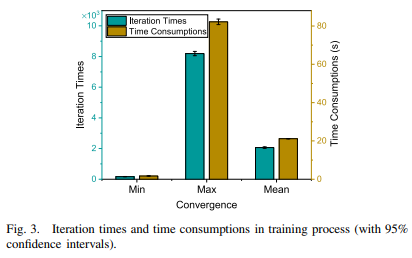 ×10³
10
8
6
4
2
0
Iteration Times
Iteration Times
Time Consumptions
80
60
40
20
0
Time Consumptions (s)
Min
Max
Mean
Convergence
Fig. 3. Iteration times and time consumptions in training process (with 95%
confidence intervals).